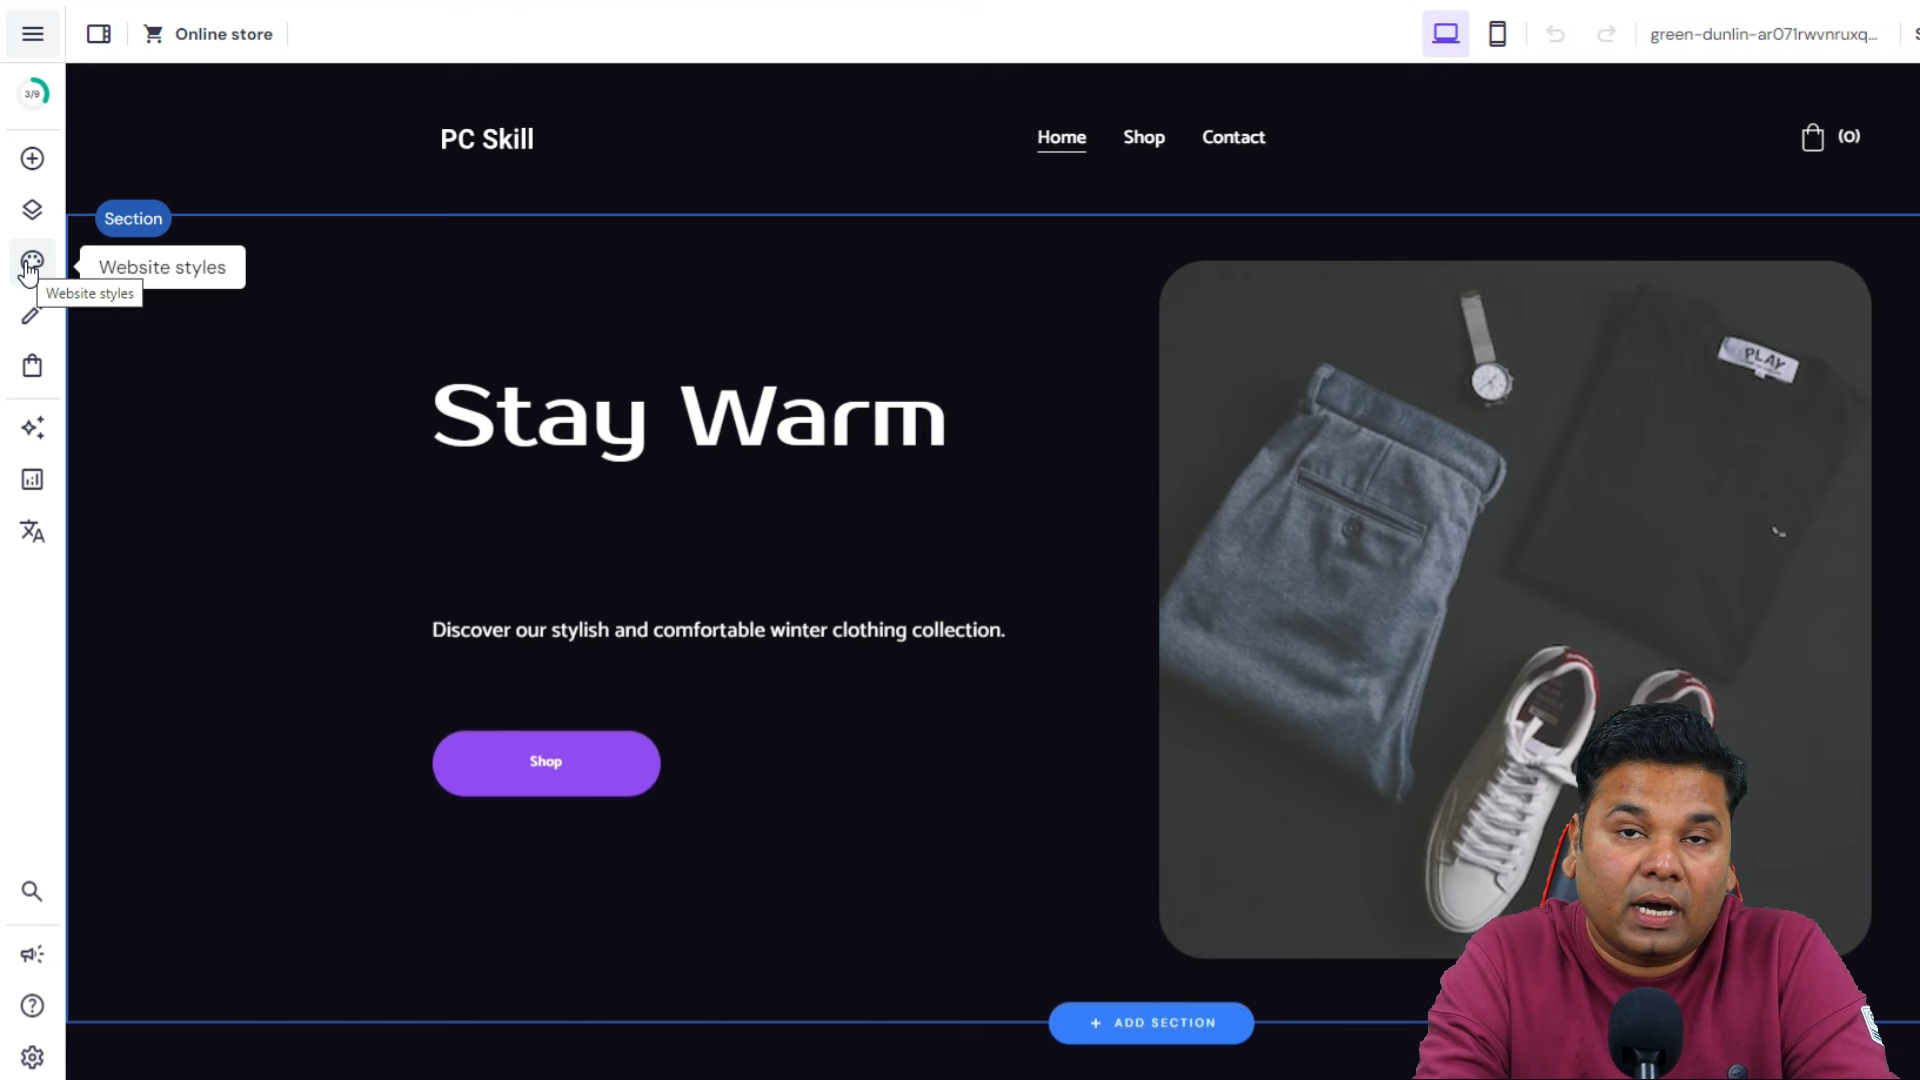 Online store
green-dunlin-ar071rwvnruxq...
3/9
PC Skill
Home
Shop
Contact
(0)
Section
Website styles
Website styles
PLAY
Stay Warm
Discover our stylish and comfortable winter clothing collection.
Shop
+ ADD SECTION